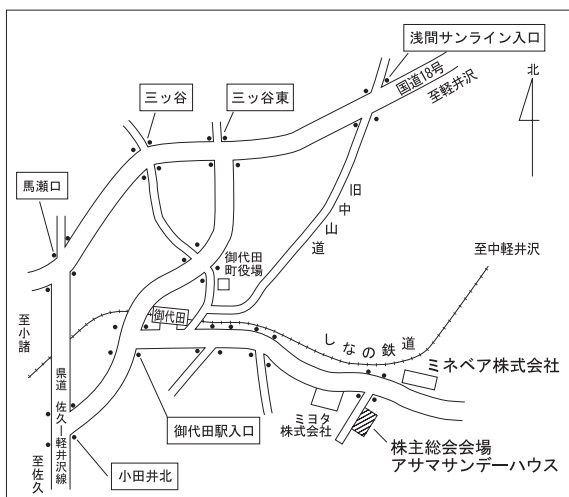 浅間サンライン入口
国道18号
至軽井沢
北
三ッ谷
三ッ谷東
馬瀬口
旧中山道
御代田
町役場
至中軽井沢
至小諸
御代田
しなの鉄道
ミネベア株式会社
県道 佐久ー軽井沢線
ミヨタ
株式会社
御代田駅入口
株主総会会場
アサマサンデーハウス
小田井北
至佐久